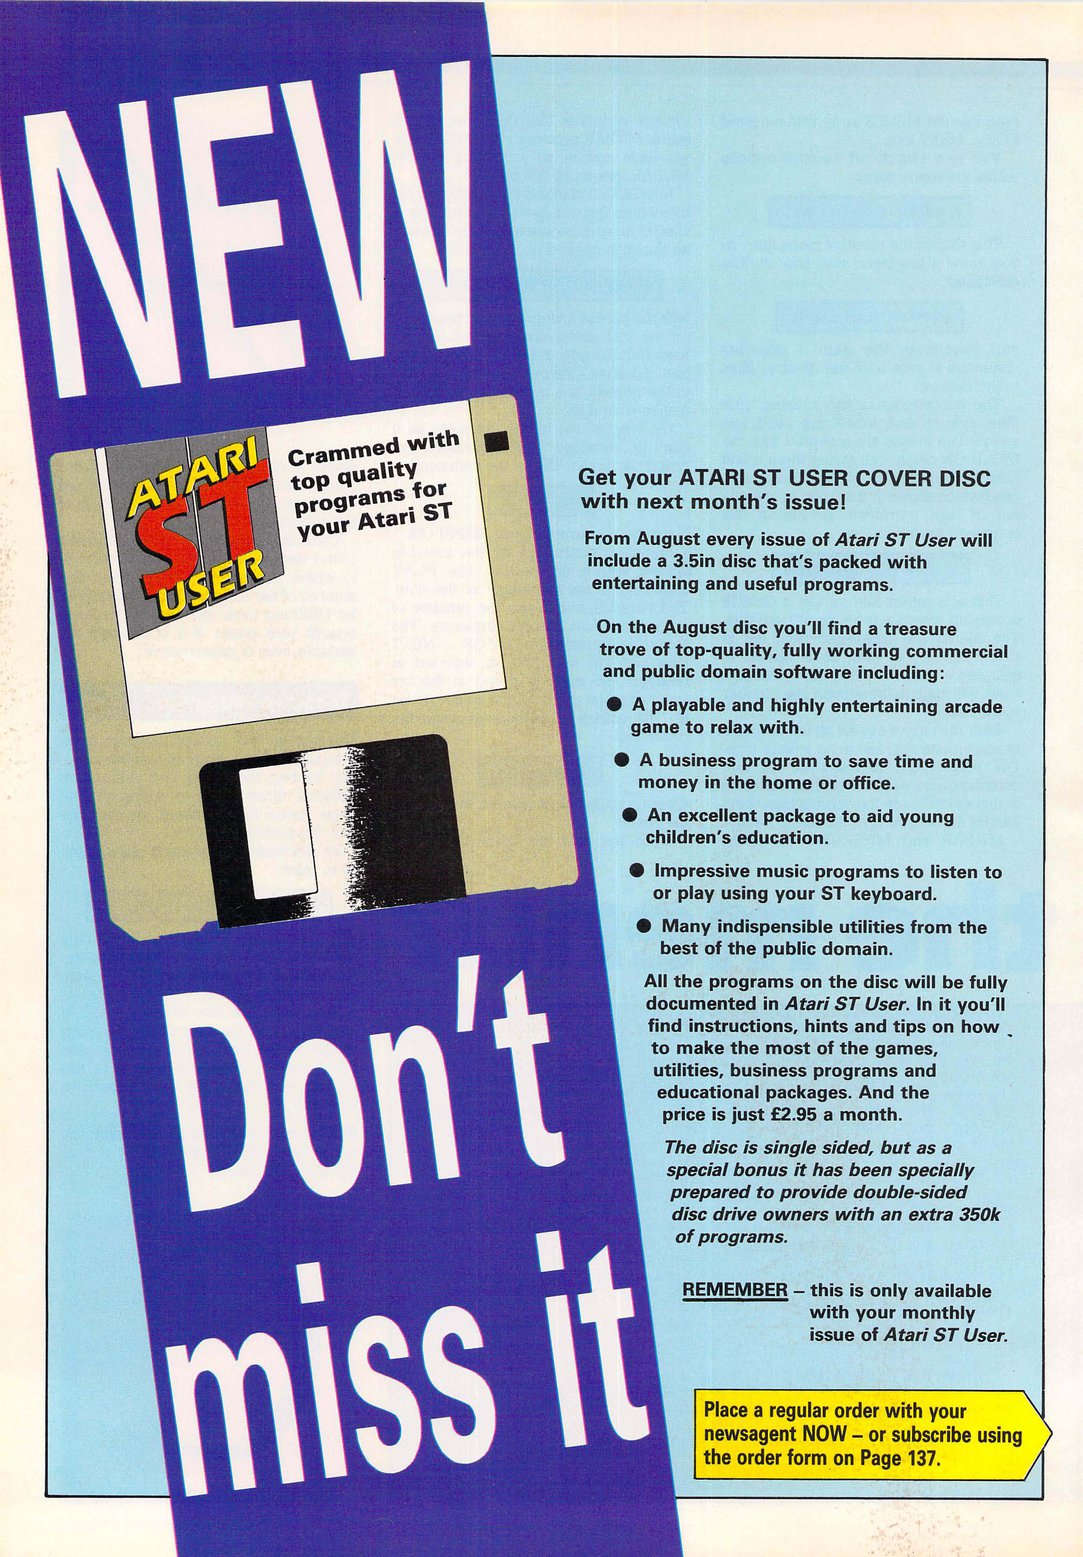 NEW
ATARI
ST
USER
Crammed with
top quality
programs for
your Atari ST
Don't
miss it
Get your ATARI ST USER COVER DISC
with next month's issue!
From August every issue of Atari ST User will
include a 3.5in disc that's packed with
entertaining and useful programs.
On the August disc you'll find a treasure
trove of top-quality, fully working commercial
and public domain software including:
● A playable and highly entertaining arcade
game to relax with.
● A business program to save time and
money in the home or office.
● An excellent package to aid young
children's education.
● Impressive music programs to listen to
or play using your ST keyboard.
● Many indispensible utilities from the
best of the public domain.
All the programs on the disc will be fully
documented in Atari ST User. In it you'll
find instructions, hints and tips on how
to make the most of the games,
utilities, business programs and
educational packages. And the
price is just £2.95 a month.
The disc is single sided, but as a
special bonus it has been specially
prepared to provide double-sided
disc drive owners with an extra 350k
of programs.
REMEMBER – this is only available
with your monthly
issue of Atari ST User.
Place a regular order with your
newsagent NOW – or subscribe using
the order form on Page 137.